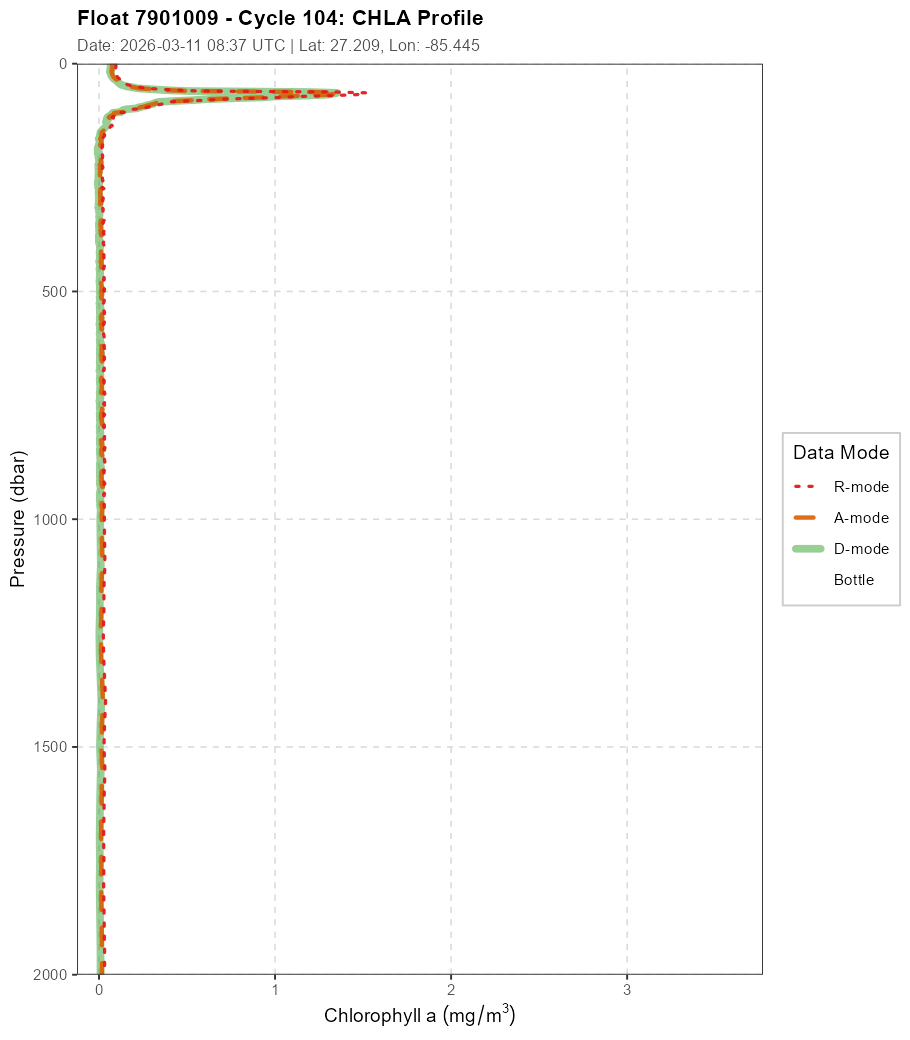 Float 7901009 - Cycle 104: CHLA Profile
Date: 2026-03-11 08:37 UTC | Lat: 27.209, Lon: -85.445
0
500
1000
1500
2000
Pressure (dbar)
0 1 2 3
Chlorophyll a (mg/m³)
Data Mode
R-mode
A-mode
D-mode
Bottle